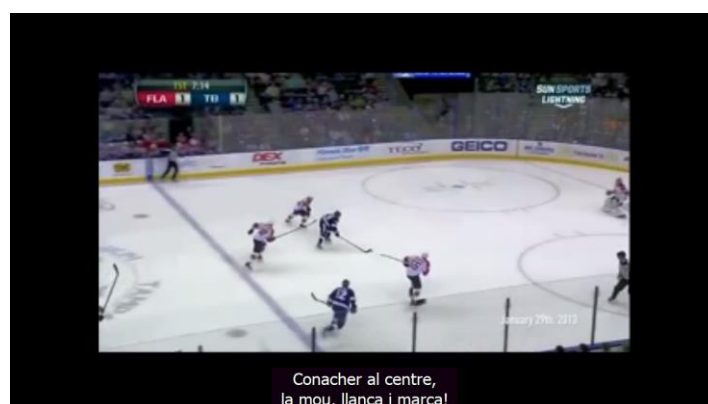 1ST 7:14
FLA 1 TB 1
SUN SPORTS
LIGHTNING
DEX
GEICO
January 29th, 2013
Conacher al centre,
la mou, llança i marca!